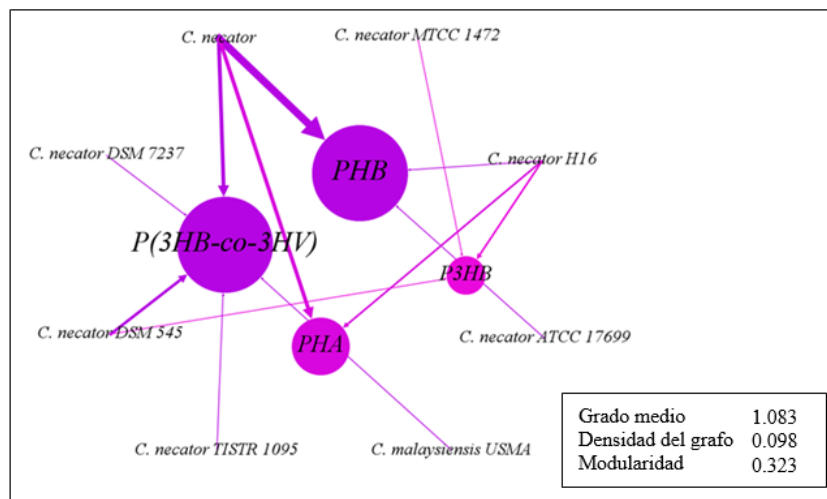 C. necator
C. necator MTCC 1472
C. necator DSM 7237
PHB
C. necator H16
P(3HB-co-3HV)
P3HB
C. necator DSM 545
PHA
C. necator ATCC 17699
C. necator TISTR 1095
C. malaysiensis USMA
Grado medio 1.083
Densidad del grafo 0.098
Modularidad 0.323